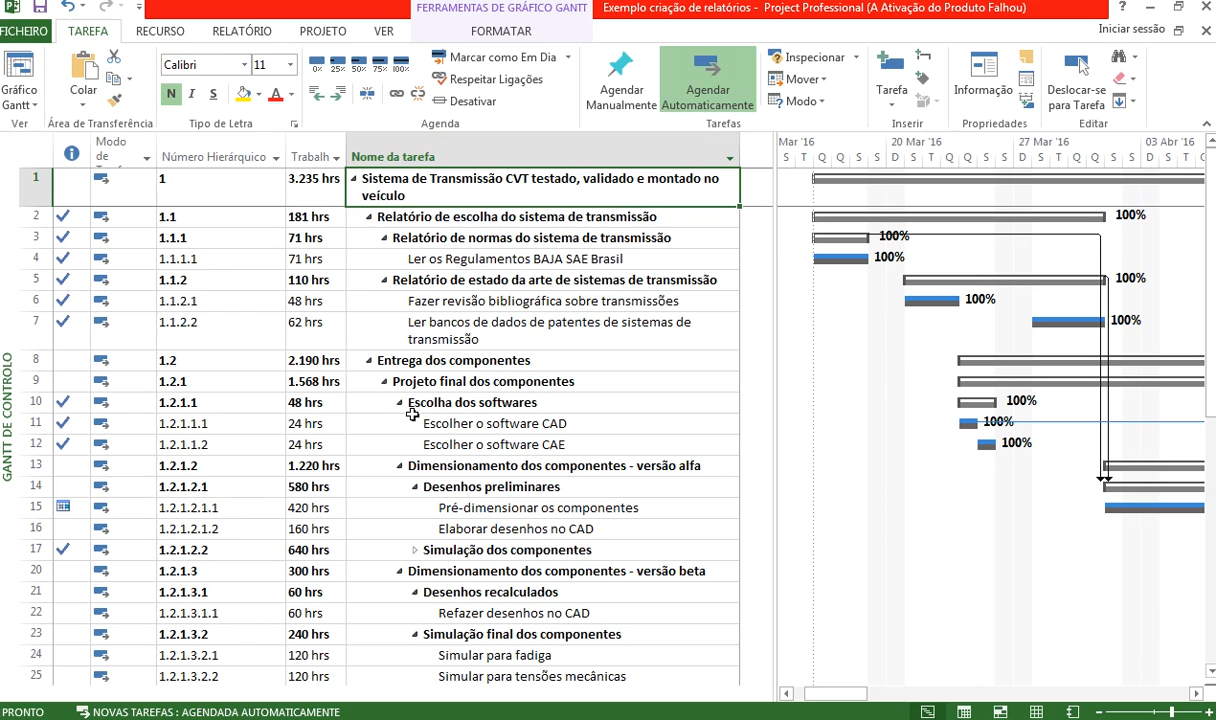 FERRAMENTAS DE GRÁFICO GANTT
Exemplo criação de relatórios - Project Professional (A Ativação do Produto Falhou)
FICHEIRO
TAREFA
RECURSO
RELATÓRIO
PROJETO
VER
FORMATAR
Iniciar sessão
Gráfico
Gantt
Colar
Calibri
11
N I S
0% 25% 50% 75% 100%
Marcar como Em Dia
Respeitar Ligações
Desativar
Agendar
Manualmente
Agendar
Automaticamente
Inspecionar
Mover
Modo
Tarefa
Informação
Deslocar-se
para Tarefa
Ver
Área de Transferência
Tipo de Letra
Agenda
Tarefas
Inserir
Propriedades
Editar
Modo
de
Número Hierárquico
Trabalh
Nome da tarefa
Mar '16
20 Mar '16
27 Mar '16
03 Abr '16
S T Q Q S S D S T Q Q S S D S T Q Q S S D S T Q
1 1 3.235 hrs Sistema de Transmissão CVT testado, validado e montado no
veículo
2 1.1 181 hrs Relatório de escolha do sistema de transmissão 100%
3 1.1.1 71 hrs Relatório de normas do sistema de transmissão 100%
4 1.1.1.1 71 hrs Ler os Regulamentos BAJA SAE Brasil 100%
5 1.1.2 110 hrs Relatório de estado da arte de sistemas de transmissão 100%
6 1.1.2.1 48 hrs Fazer revisão bibliográfica sobre transmissões 100%
7 1.1.2.2 62 hrs Ler bancos de dados de patentes de sistemas de 100%
transmissão
8 1.2 2.190 hrs Entrega dos componentes
9 1.2.1 1.568 hrs Projeto final dos componentes
10 1.2.1.1 48 hrs Escolha dos softwares 100%
11 1.2.1.1.1 24 hrs Escolher o software CAD 100%
12 1.2.1.1.2 24 hrs Escolher o software CAE 100%
13 1.2.1.2 1.220 hrs Dimensionamento dos componentes - versão alfa
14 1.2.1.2.1 580 hrs Desenhos preliminares
15 1.2.1.2.1.1 420 hrs Pré-dimensionar os componentes
16 1.2.1.2.1.2 160 hrs Elaborar desenhos no CAD
17 1.2.1.2.2 640 hrs Simulação dos componentes
20 1.2.1.3 300 hrs Dimensionamento dos componentes - versão beta
21 1.2.1.3.1 60 hrs Desenhos recalculados
22 1.2.1.3.1.1 60 hrs Refazer desenhos no CAD
23 1.2.1.3.2 240 hrs Simulação final dos componentes
24 1.2.1.3.2.1 120 hrs Simular para fadiga
25 1.2.1.3.2.2 120 hrs Simular para tensões mecânicas
GANTT DE CONTROLO
PRONTO
NOVAS TAREFAS : AGENDADA AUTOMATICAMENTE